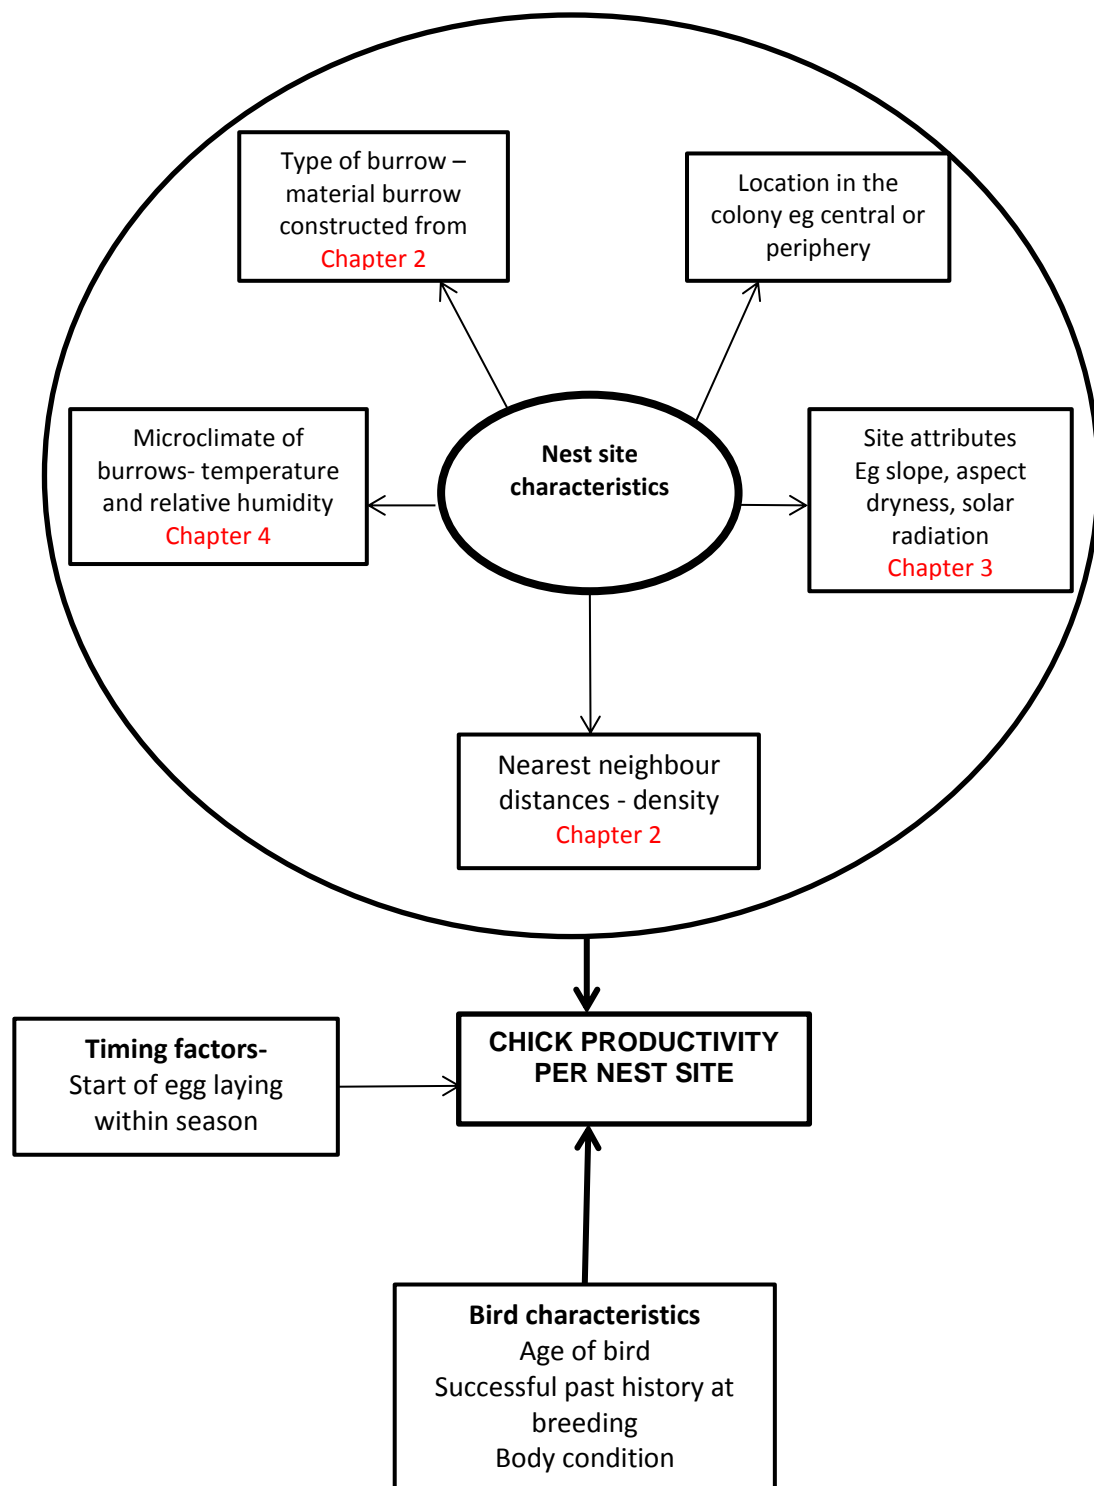 Type of burrow –
material burrow
constructed from
Chapter 2
Location in the
colony eg central or
periphery
Microclimate of
burrows- temperature
and relative humidity
Chapter 4
Nest site
characteristics
Site attributes
Eg slope, aspect
dryness, solar
radiation
Chapter 3
Nearest neighbour
distances - density
Chapter 2
Timing factors-
Start of egg laying
within season
CHICK PRODUCTIVITY
PER NEST SITE
Bird characteristics
Age of bird
Successful past history at
breeding
Body condition